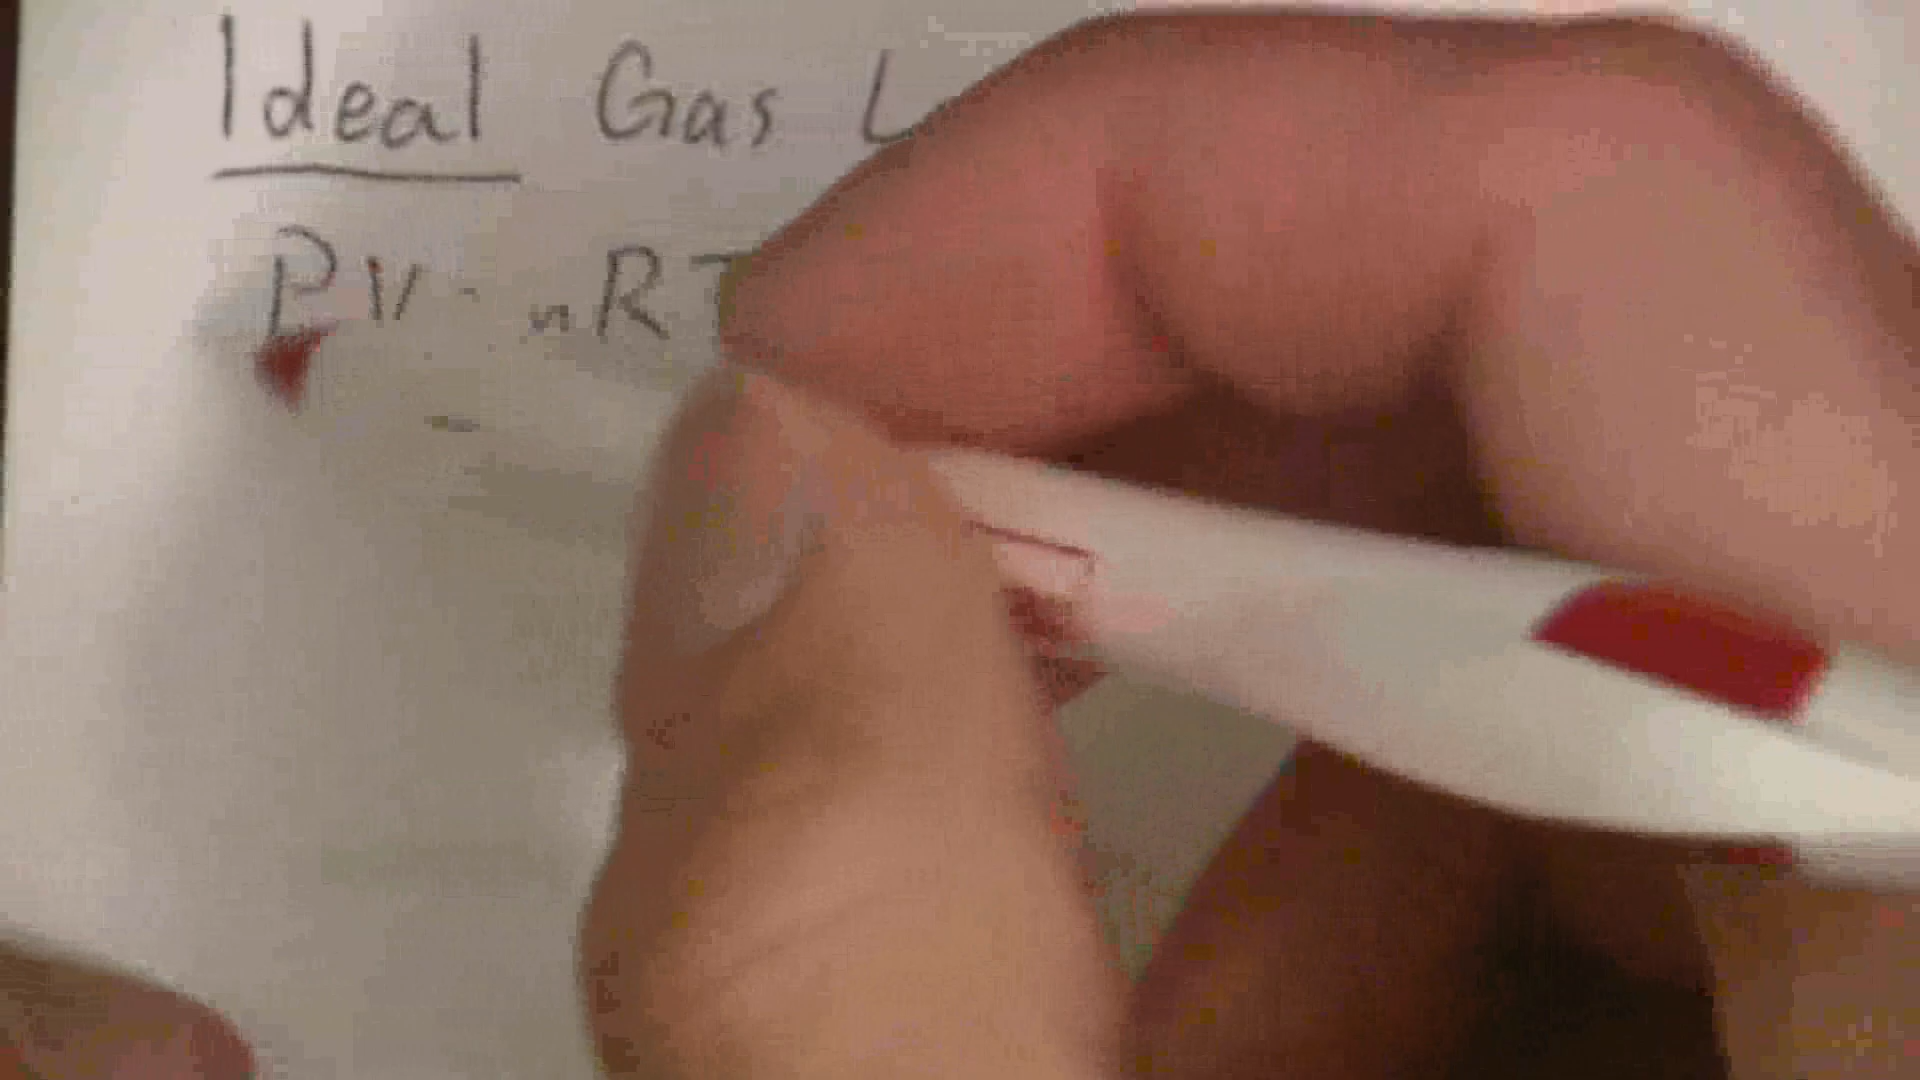 Ideal Gas L
PV = nRT